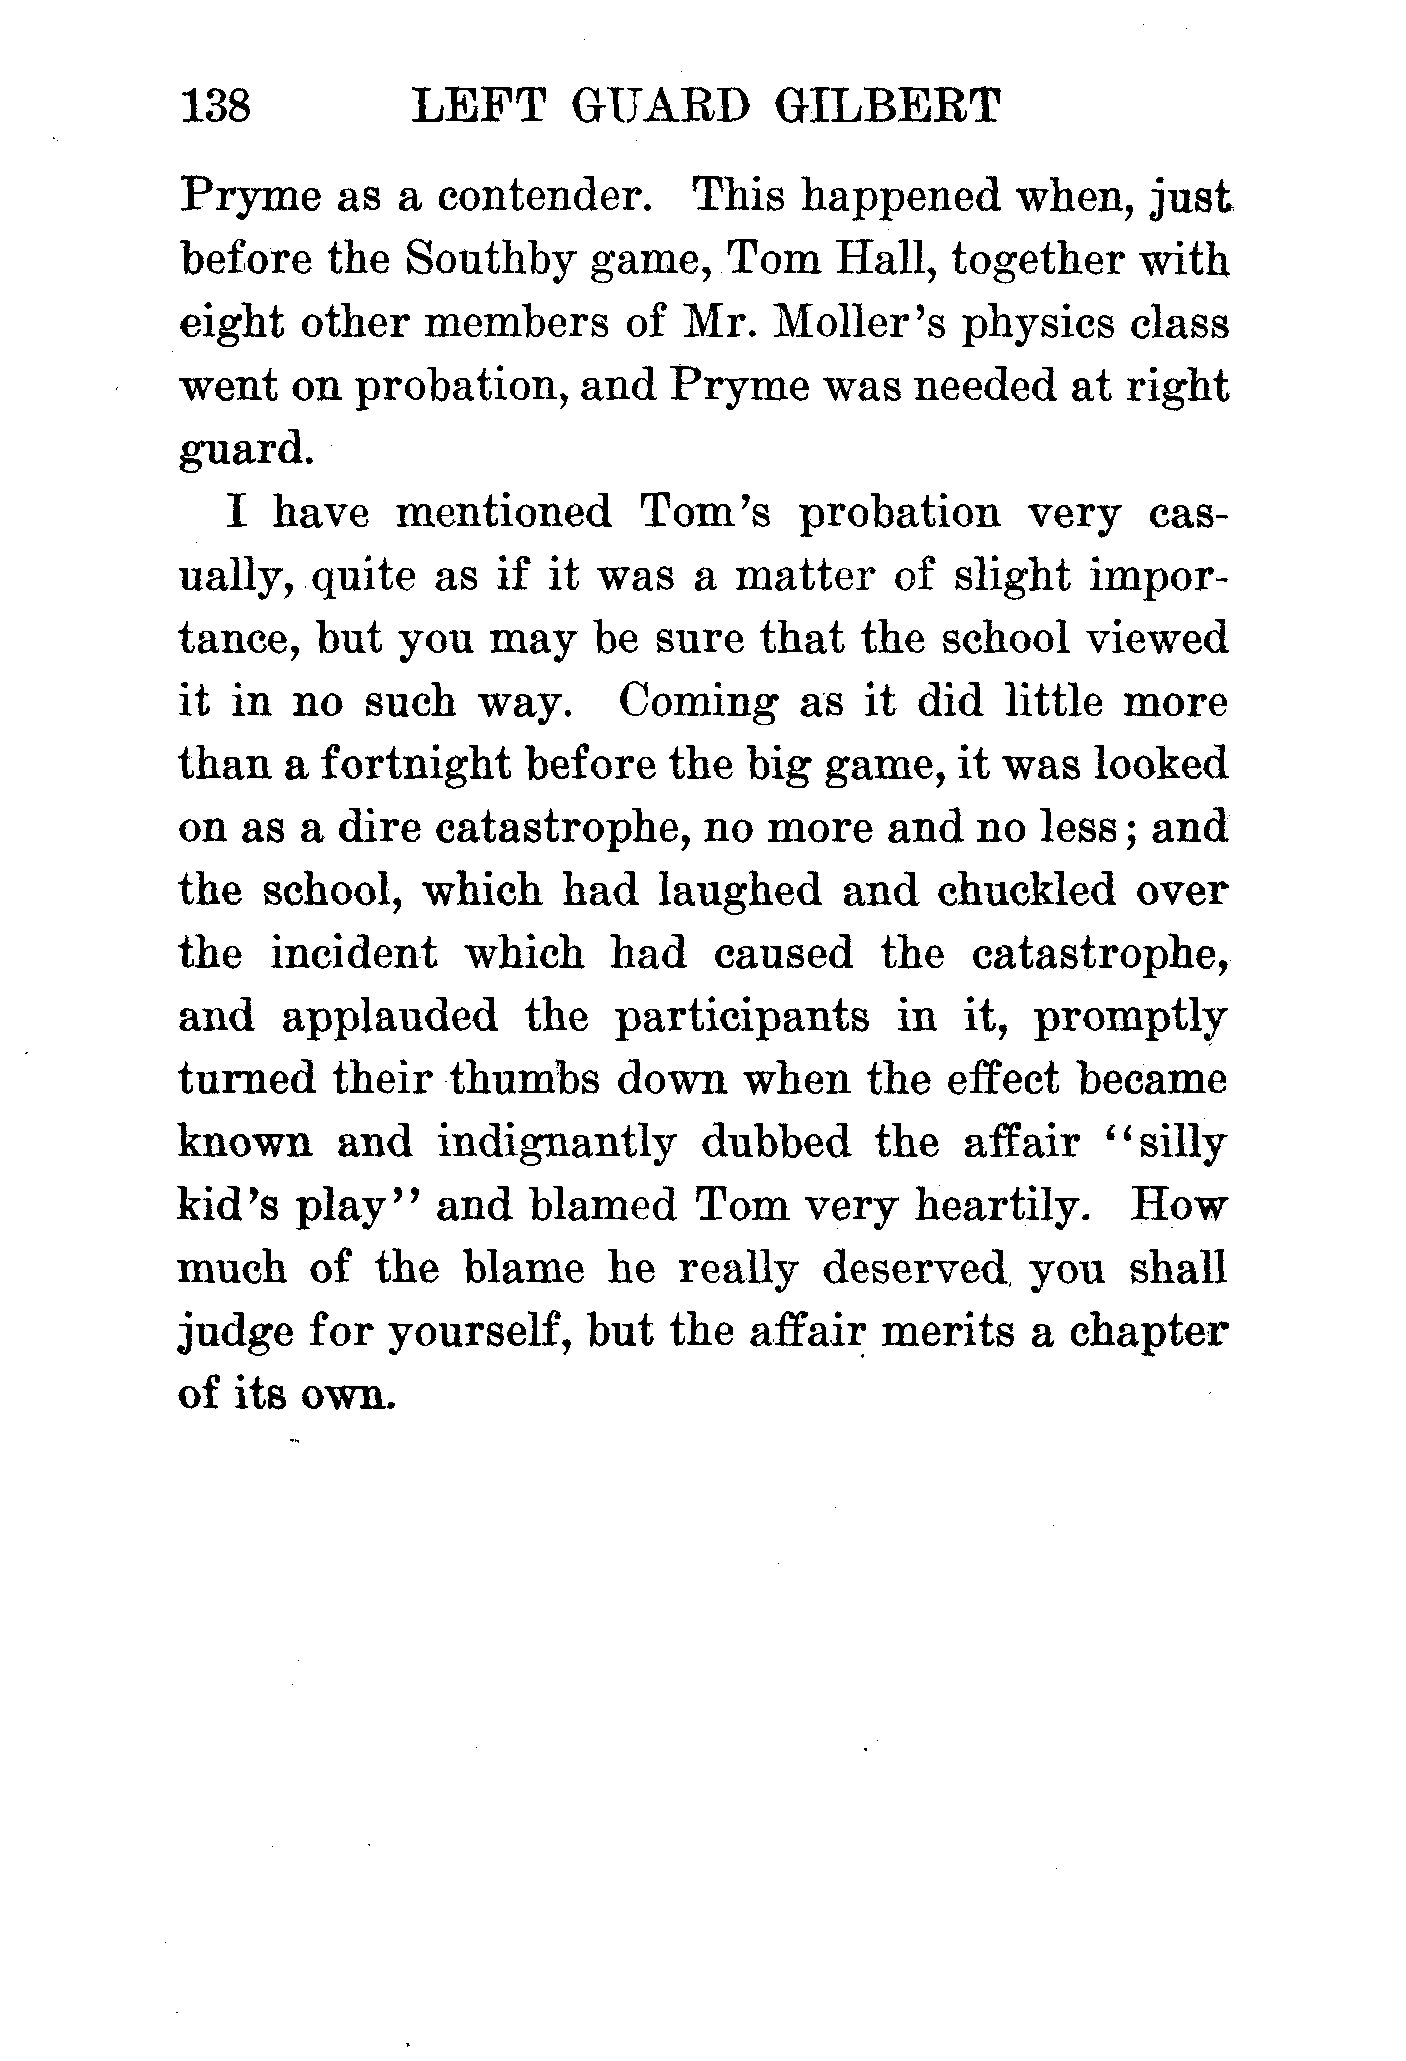 138 LEFT GUARD GILBERT
Pryme as a contender. This happened when, just
before the Southby game, Tom Hall, together with
eight other members of Mr. Moller's physics class
went on probation, and Pryme was needed at right
guard.
I have mentioned Tom's probation very cas-
ually, quite as if it was a matter of slight impor-
tance, but you may be sure that the school viewed
it in no such way. Coming as it did little more
than a fortnight before the big game, it was looked
on as a dire catastrophe, no more and no less; and
the school, which had laughed and chuckled over
the incident which had caused the catastrophe,
and applauded the participants in it, promptly
turned their thumbs down when the effect became
known and indignantly dubbed the affair "silly
kid's play" and blamed Tom very heartily. How
much of the blame he really deserved you shall
judge for yourself, but the affair merits a chapter
of its own.